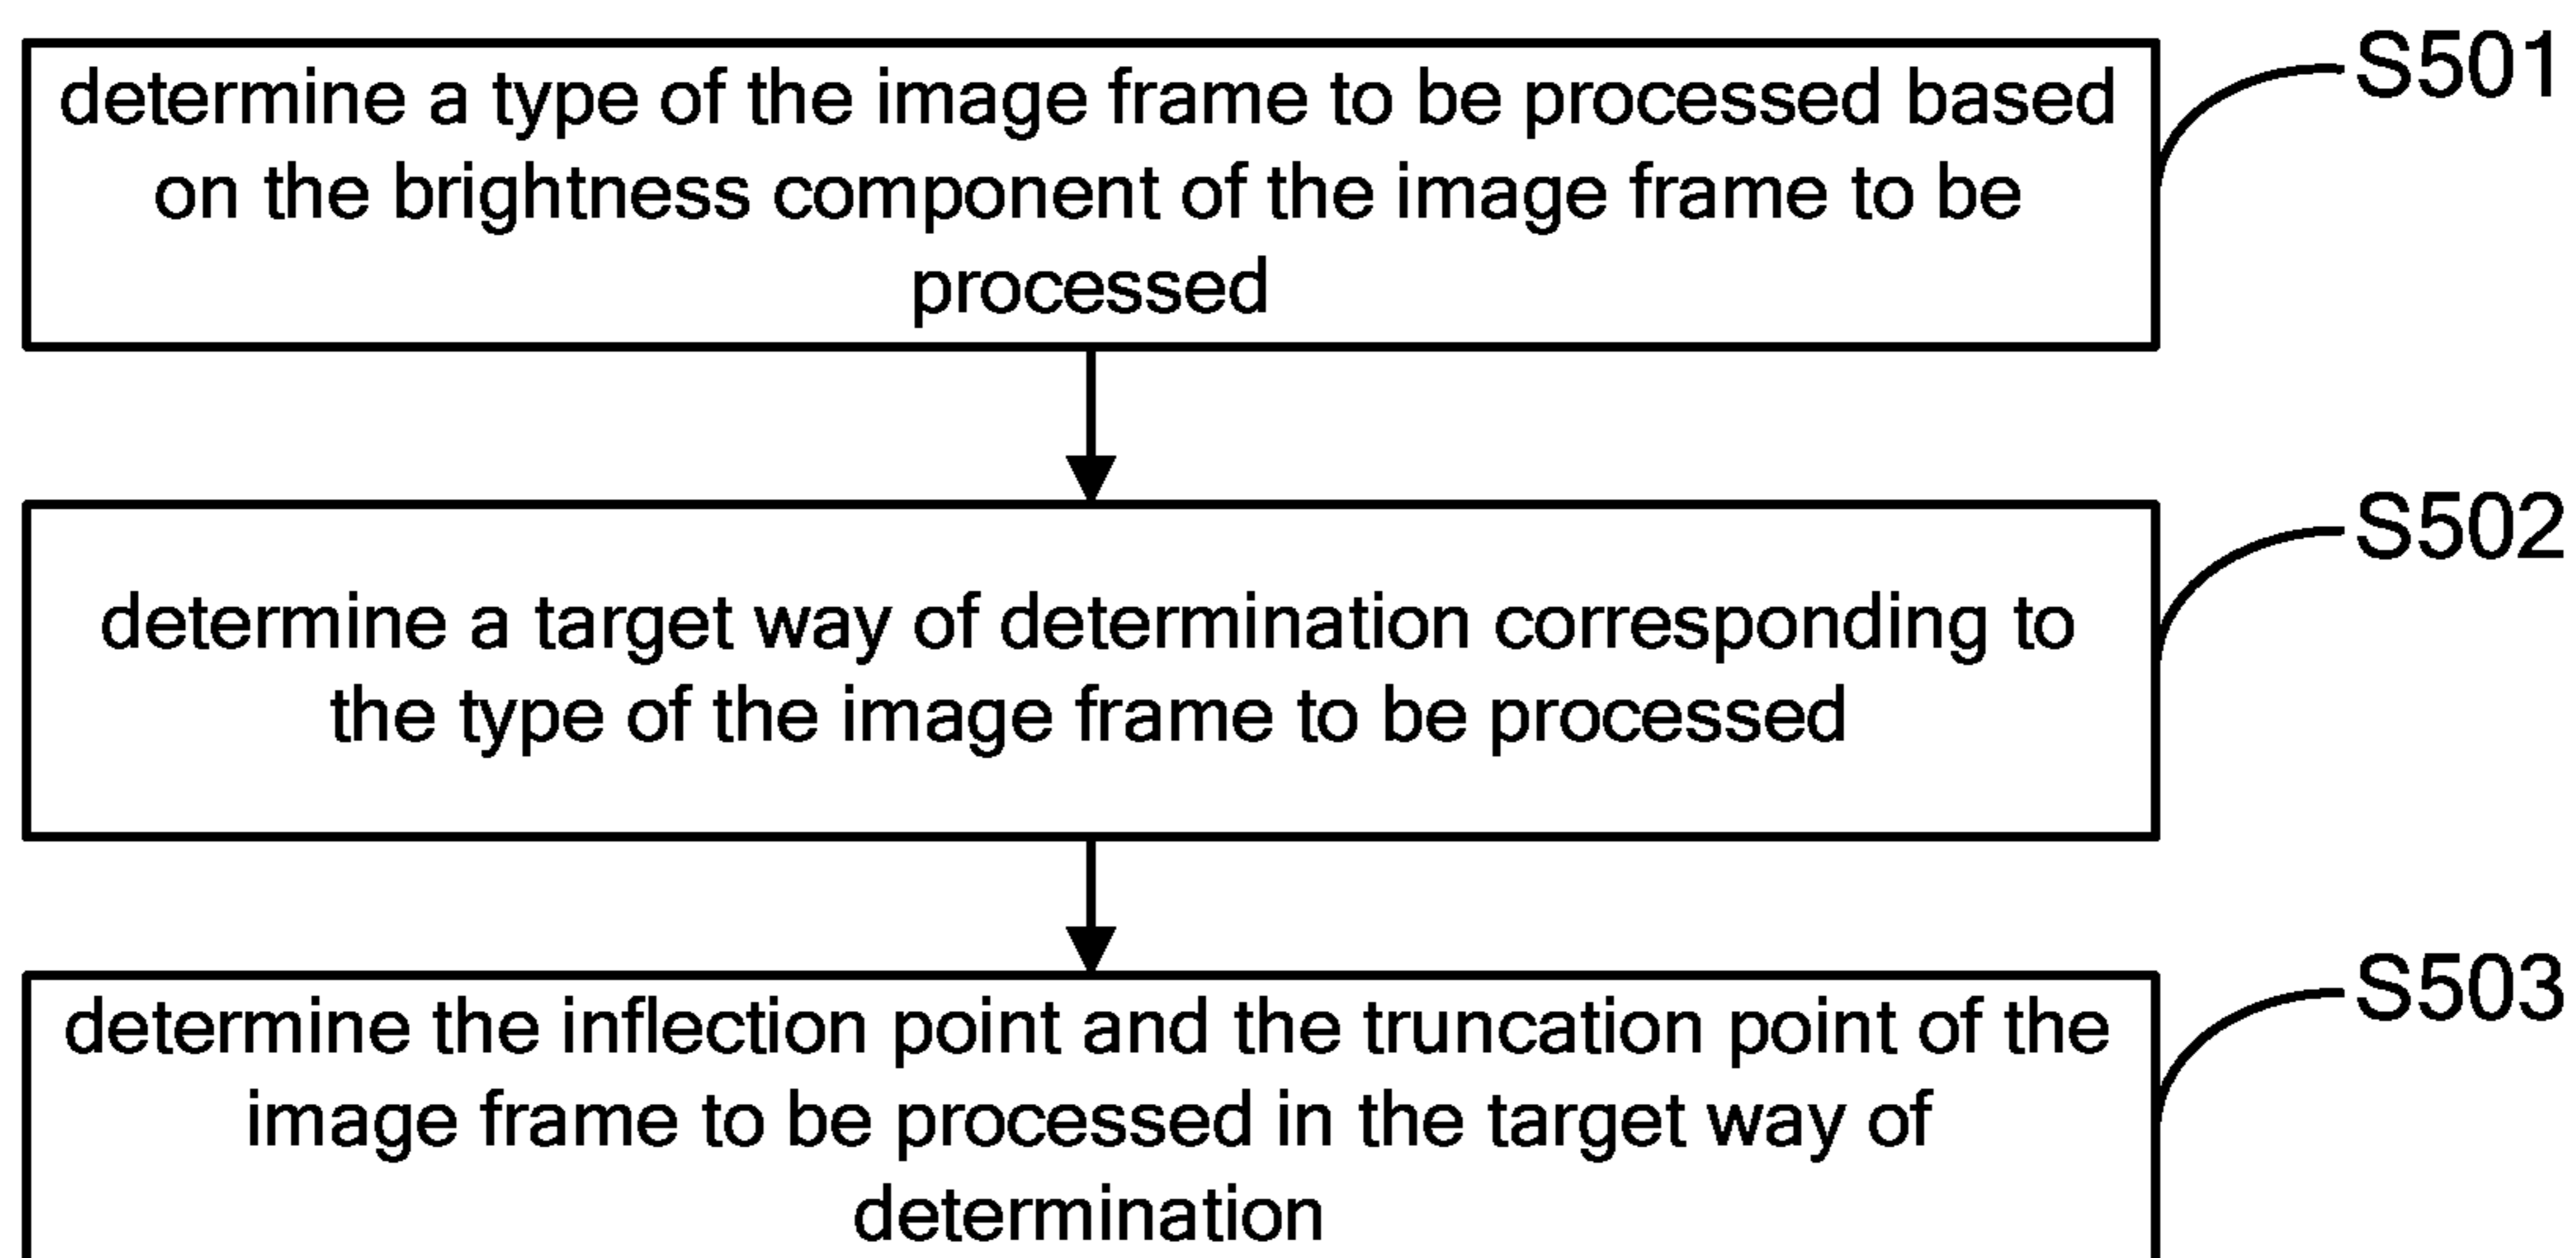 determine a type of the image frame to be processed based
on the brightness component of the image frame to be
processed
S501
determine a target way of determination corresponding to
the type of the image frame to be processed
S502
determine the inflection point and the truncation point of the
image frame to be processed in the target way of
determination
S503